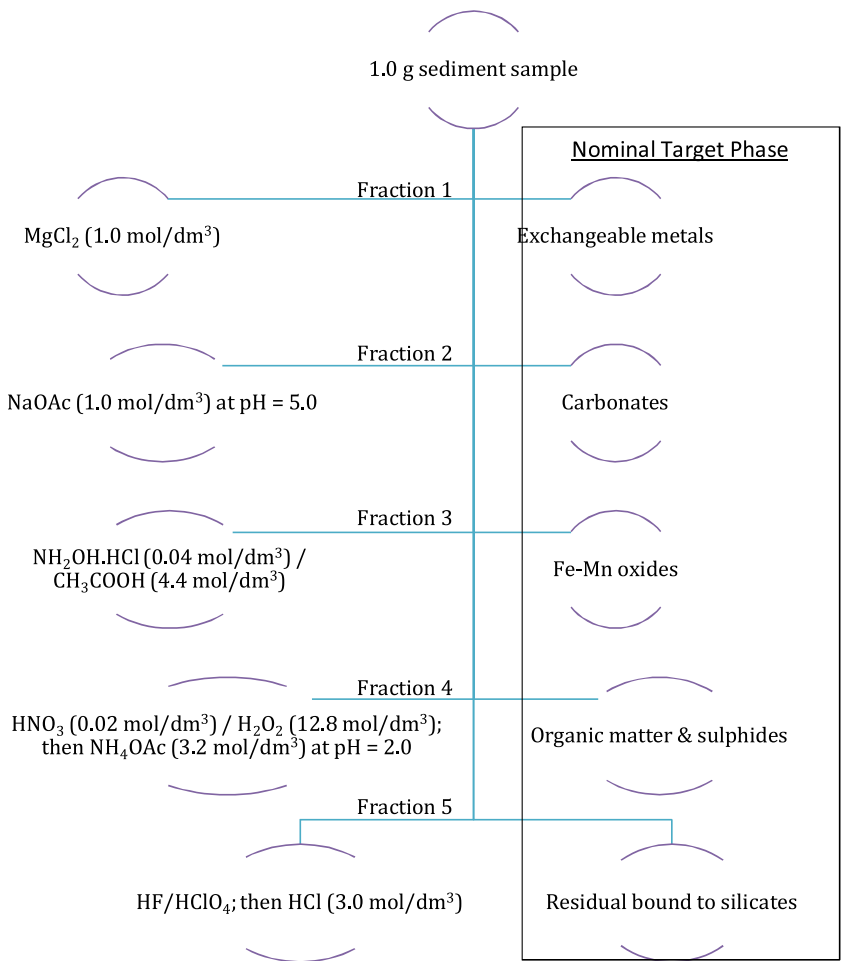 1.0 g sediment sample
Nominal Target Phase
Fraction 1
MgCl₂ (1.0 mol/dm³)
Exchangeable metals
Fraction 2
NaOAc (1.0 mol/dm³) at pH = 5.0
Carbonates
Fraction 3
NH₂OH.HCl (0.04 mol/dm³) /
CH₃COOH (4.4 mol/dm³)
Fe-Mn oxides
Fraction 4
HNO₃ (0.02 mol/dm³) / H₂O₂ (12.8 mol/dm³);
then NH₄OAc (3.2 mol/dm³) at pH = 2.0
Organic matter & sulphides
Fraction 5
HF/HClO₄; then HCl (3.0 mol/dm³)
Residual bound to silicates